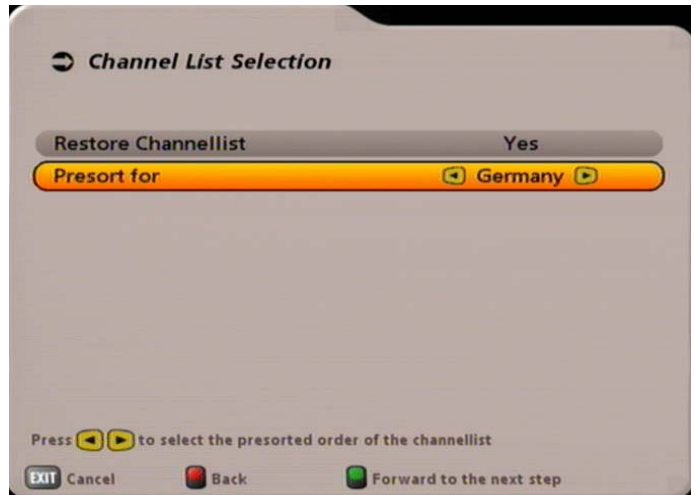 Channel List Selection
Restore Channellist Yes
Presort for Germany
Press to select the presorted order of the channellist
EXIT Cancel Back Forward to the next step